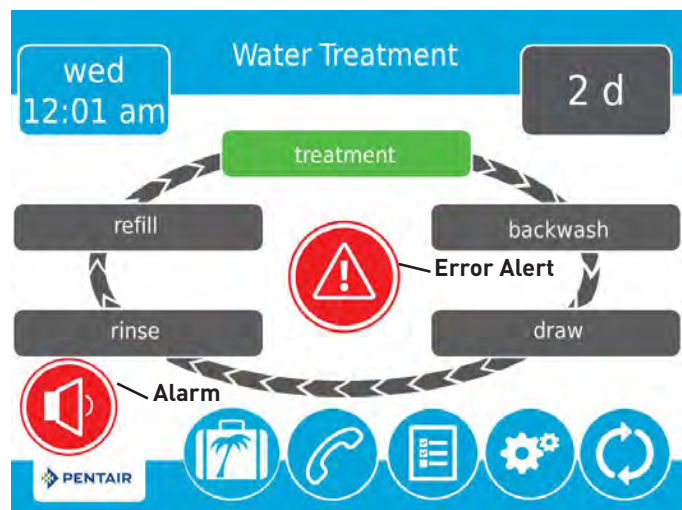 Water Treatment
wed
12:01 am
2 d
treatment
refill
backwash
Error Alert
rinse
draw
Alarm
PENTAIR